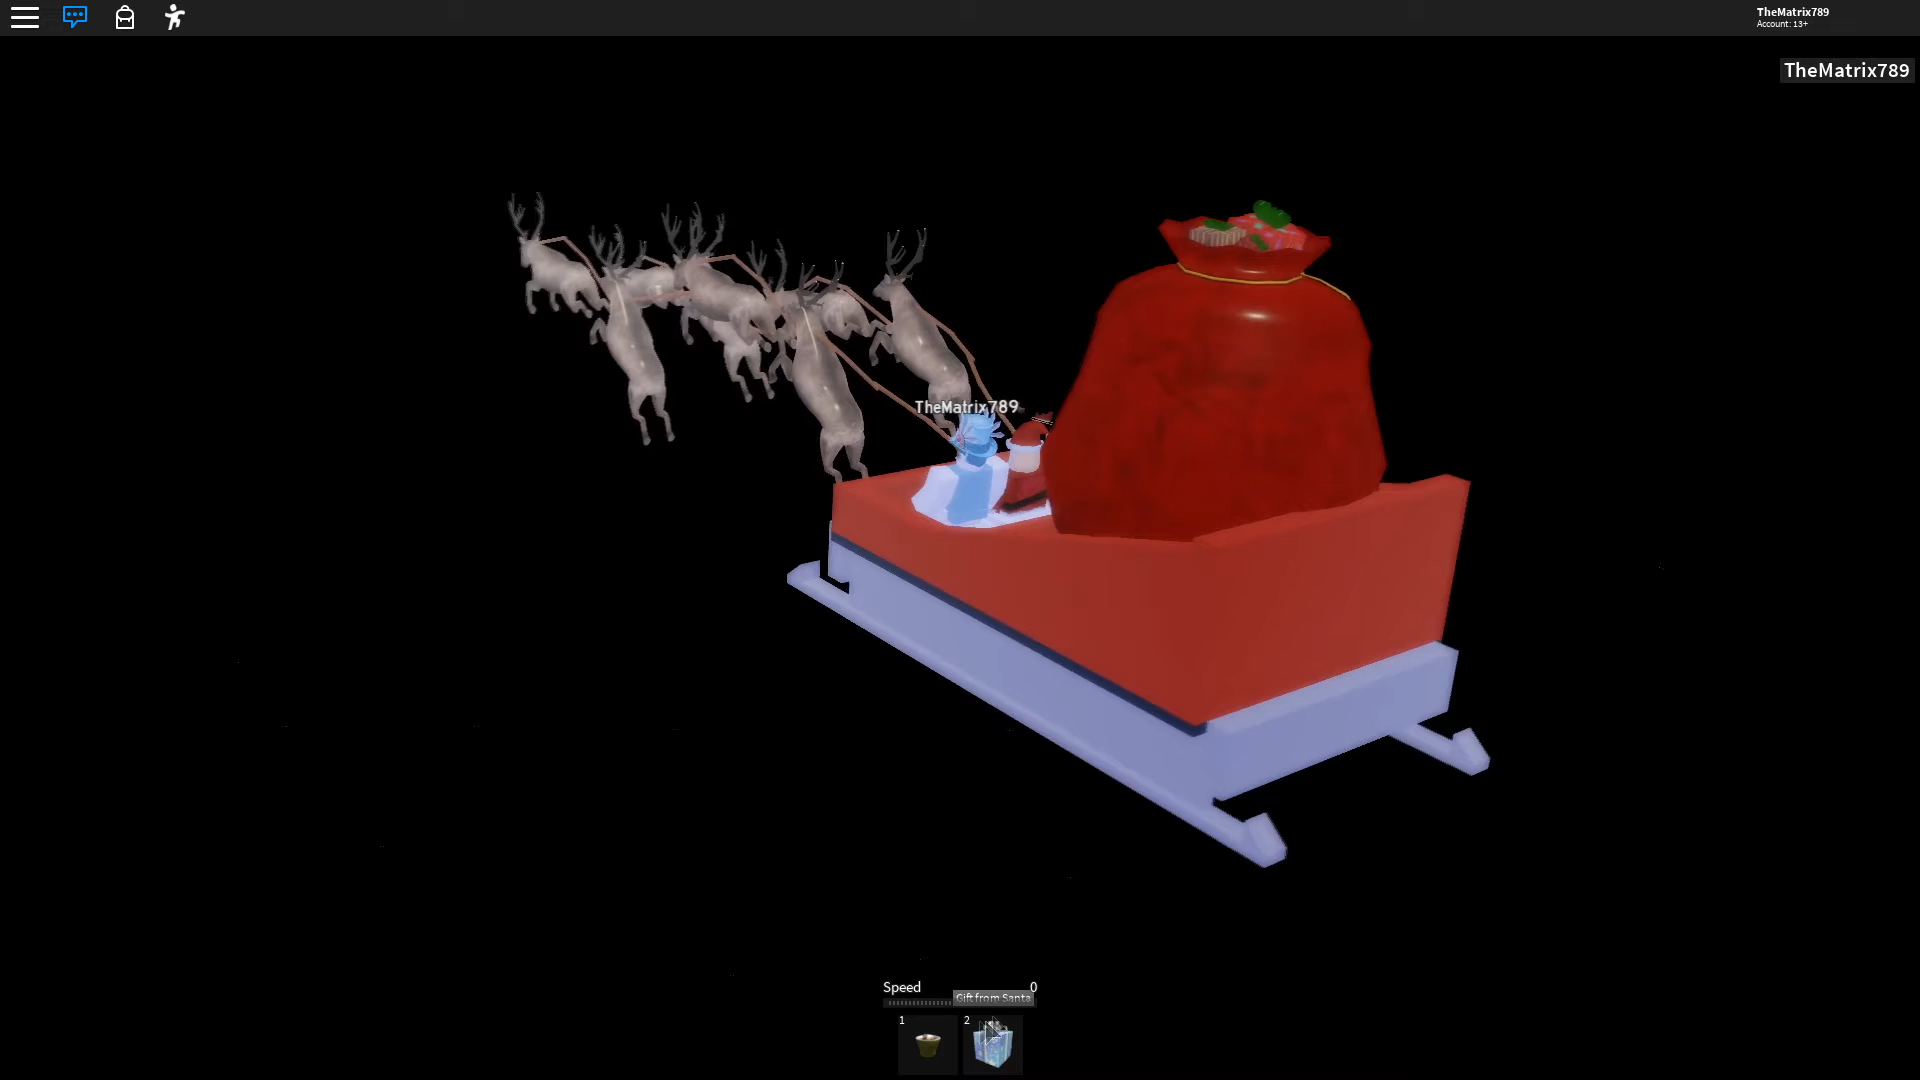 TheMatrix789
Account: 13+
TheMatrix789
TheMatrix789
Speed 0
Gift from Santa
1 2